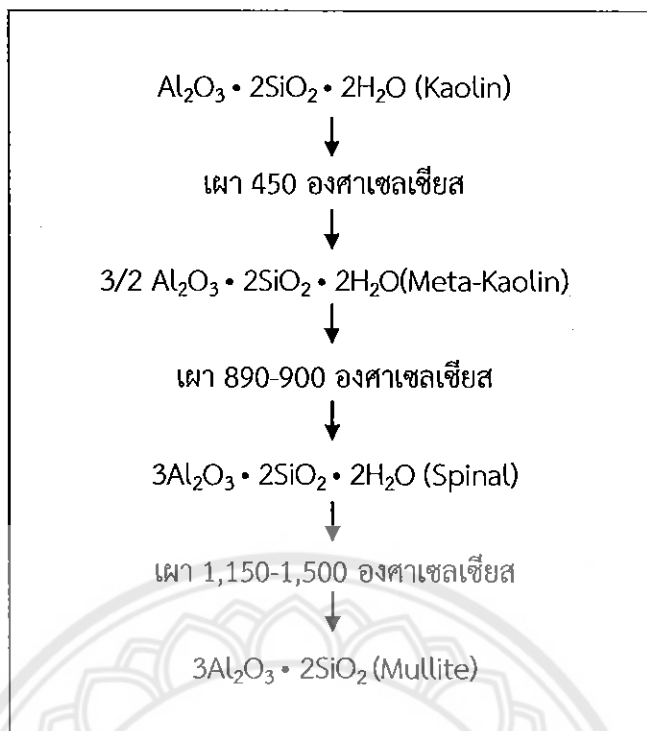 Al₂O₃ • 2SiO₂ • 2H₂O (Kaolin)
เผา 450 องศาเซลเซียส
3/2 Al₂O₃ • 2SiO₂ • 2H₂O(Meta-Kaolin)
เผา 890-900 องศาเซลเซียส
3Al₂O₃ • 2SiO₂ • 2H₂O (Spinal)
เผา 1,150-1,500 องศาเซลเซียส
3Al₂O₃ • 2SiO₂ (Mullite)